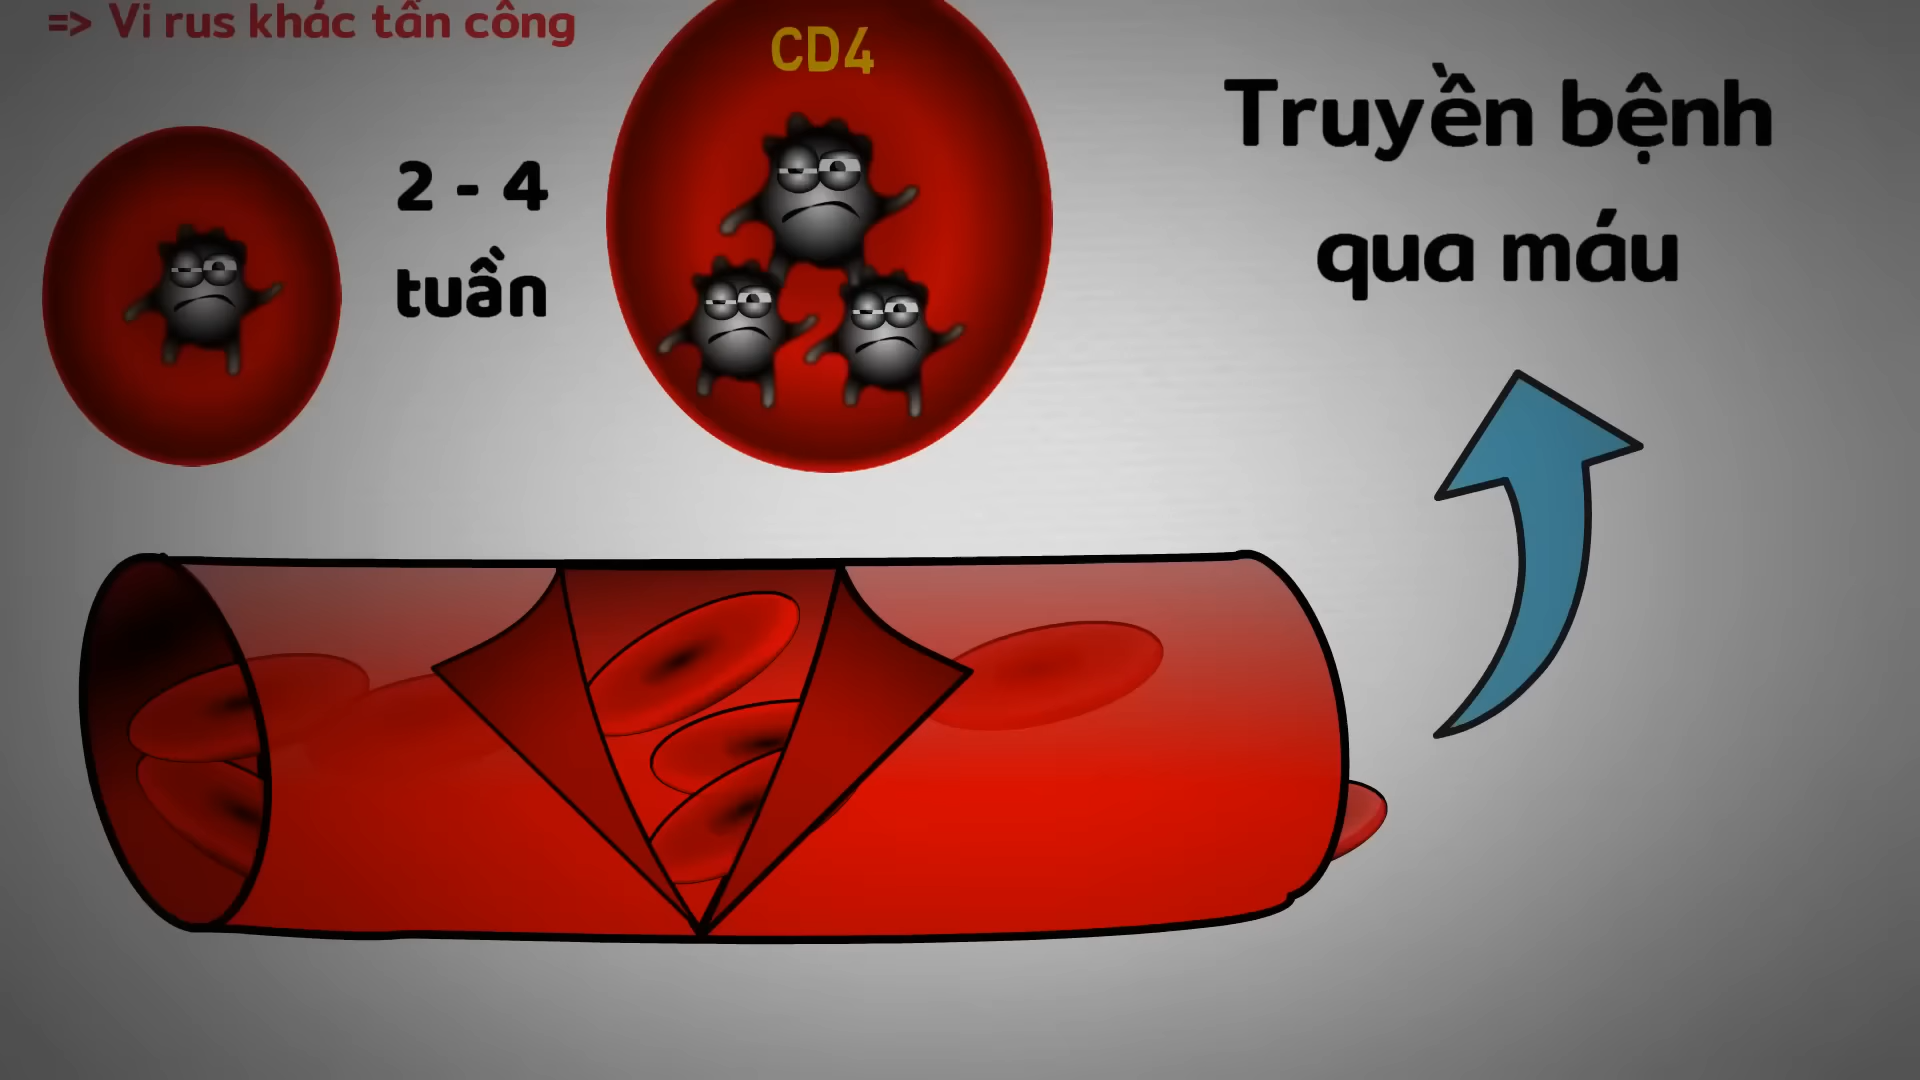 => Vi rus khác tấn công
CD4
2 - 4
tuần
Truyền bệnh
qua máu